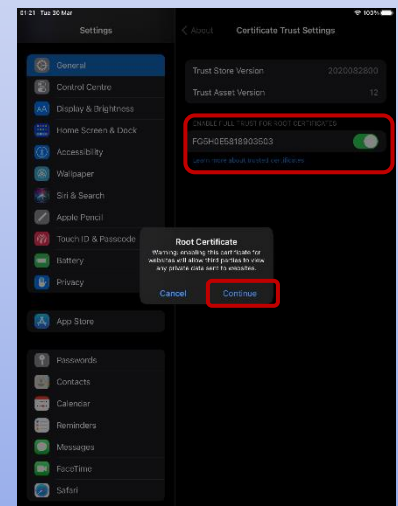 01:21 Tue 30 Mar
100%
Settings
About
Certificate Trust Settings
General
Control Centre
AA Display & Brightness
Home Screen & Dock
Accessibility
Wallpaper
Siri & Search
Apple Pencil
Touch ID & Passcode
Battery
Privacy
App Store
Passwords
Contacts
Calendar
Reminders
Messages
FaceTime
Safari
Trust Store Version 2020082800
Trust Asset Version 12
ENABLE FULL TRUST FOR ROOT CERTIFICATES
FG5H0E5818903603
Learn more about trusted certificates
Root Certificate
Warning: enabling this certificate for
websites will allow third parties to view
any private data sent to websites.
Cancel
Continue